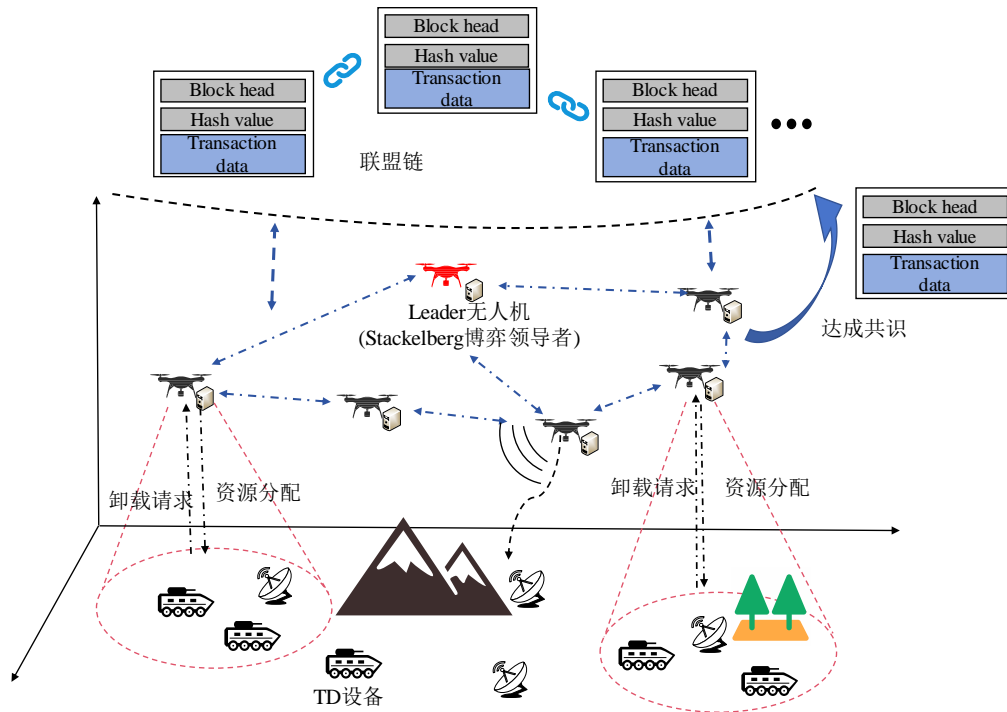 Block head
Hash value
Transaction
data
Block head
Hash value
Transaction
data
Block head
Hash value
Transaction
data
•••
联盟链
Block head
Hash value
Transaction
data
Leader无人机
(Stackelberg博弈领导者)
达成共识
卸载请求
资源分配
卸载请求
资源分配
TD设备